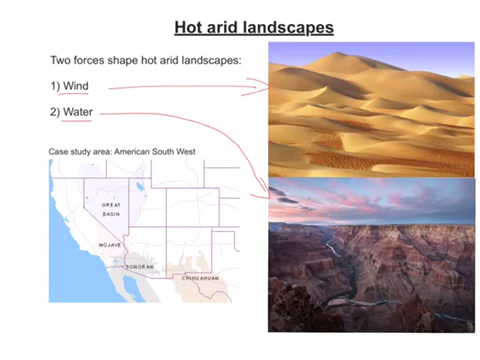 Hot arid landscapes
Two forces shape hot arid landscapes:
1) Wind
2) Water
Case study area: American South West
GREAT
BASIN
MOJAVE
SONORAN
CHIHUAHUAN